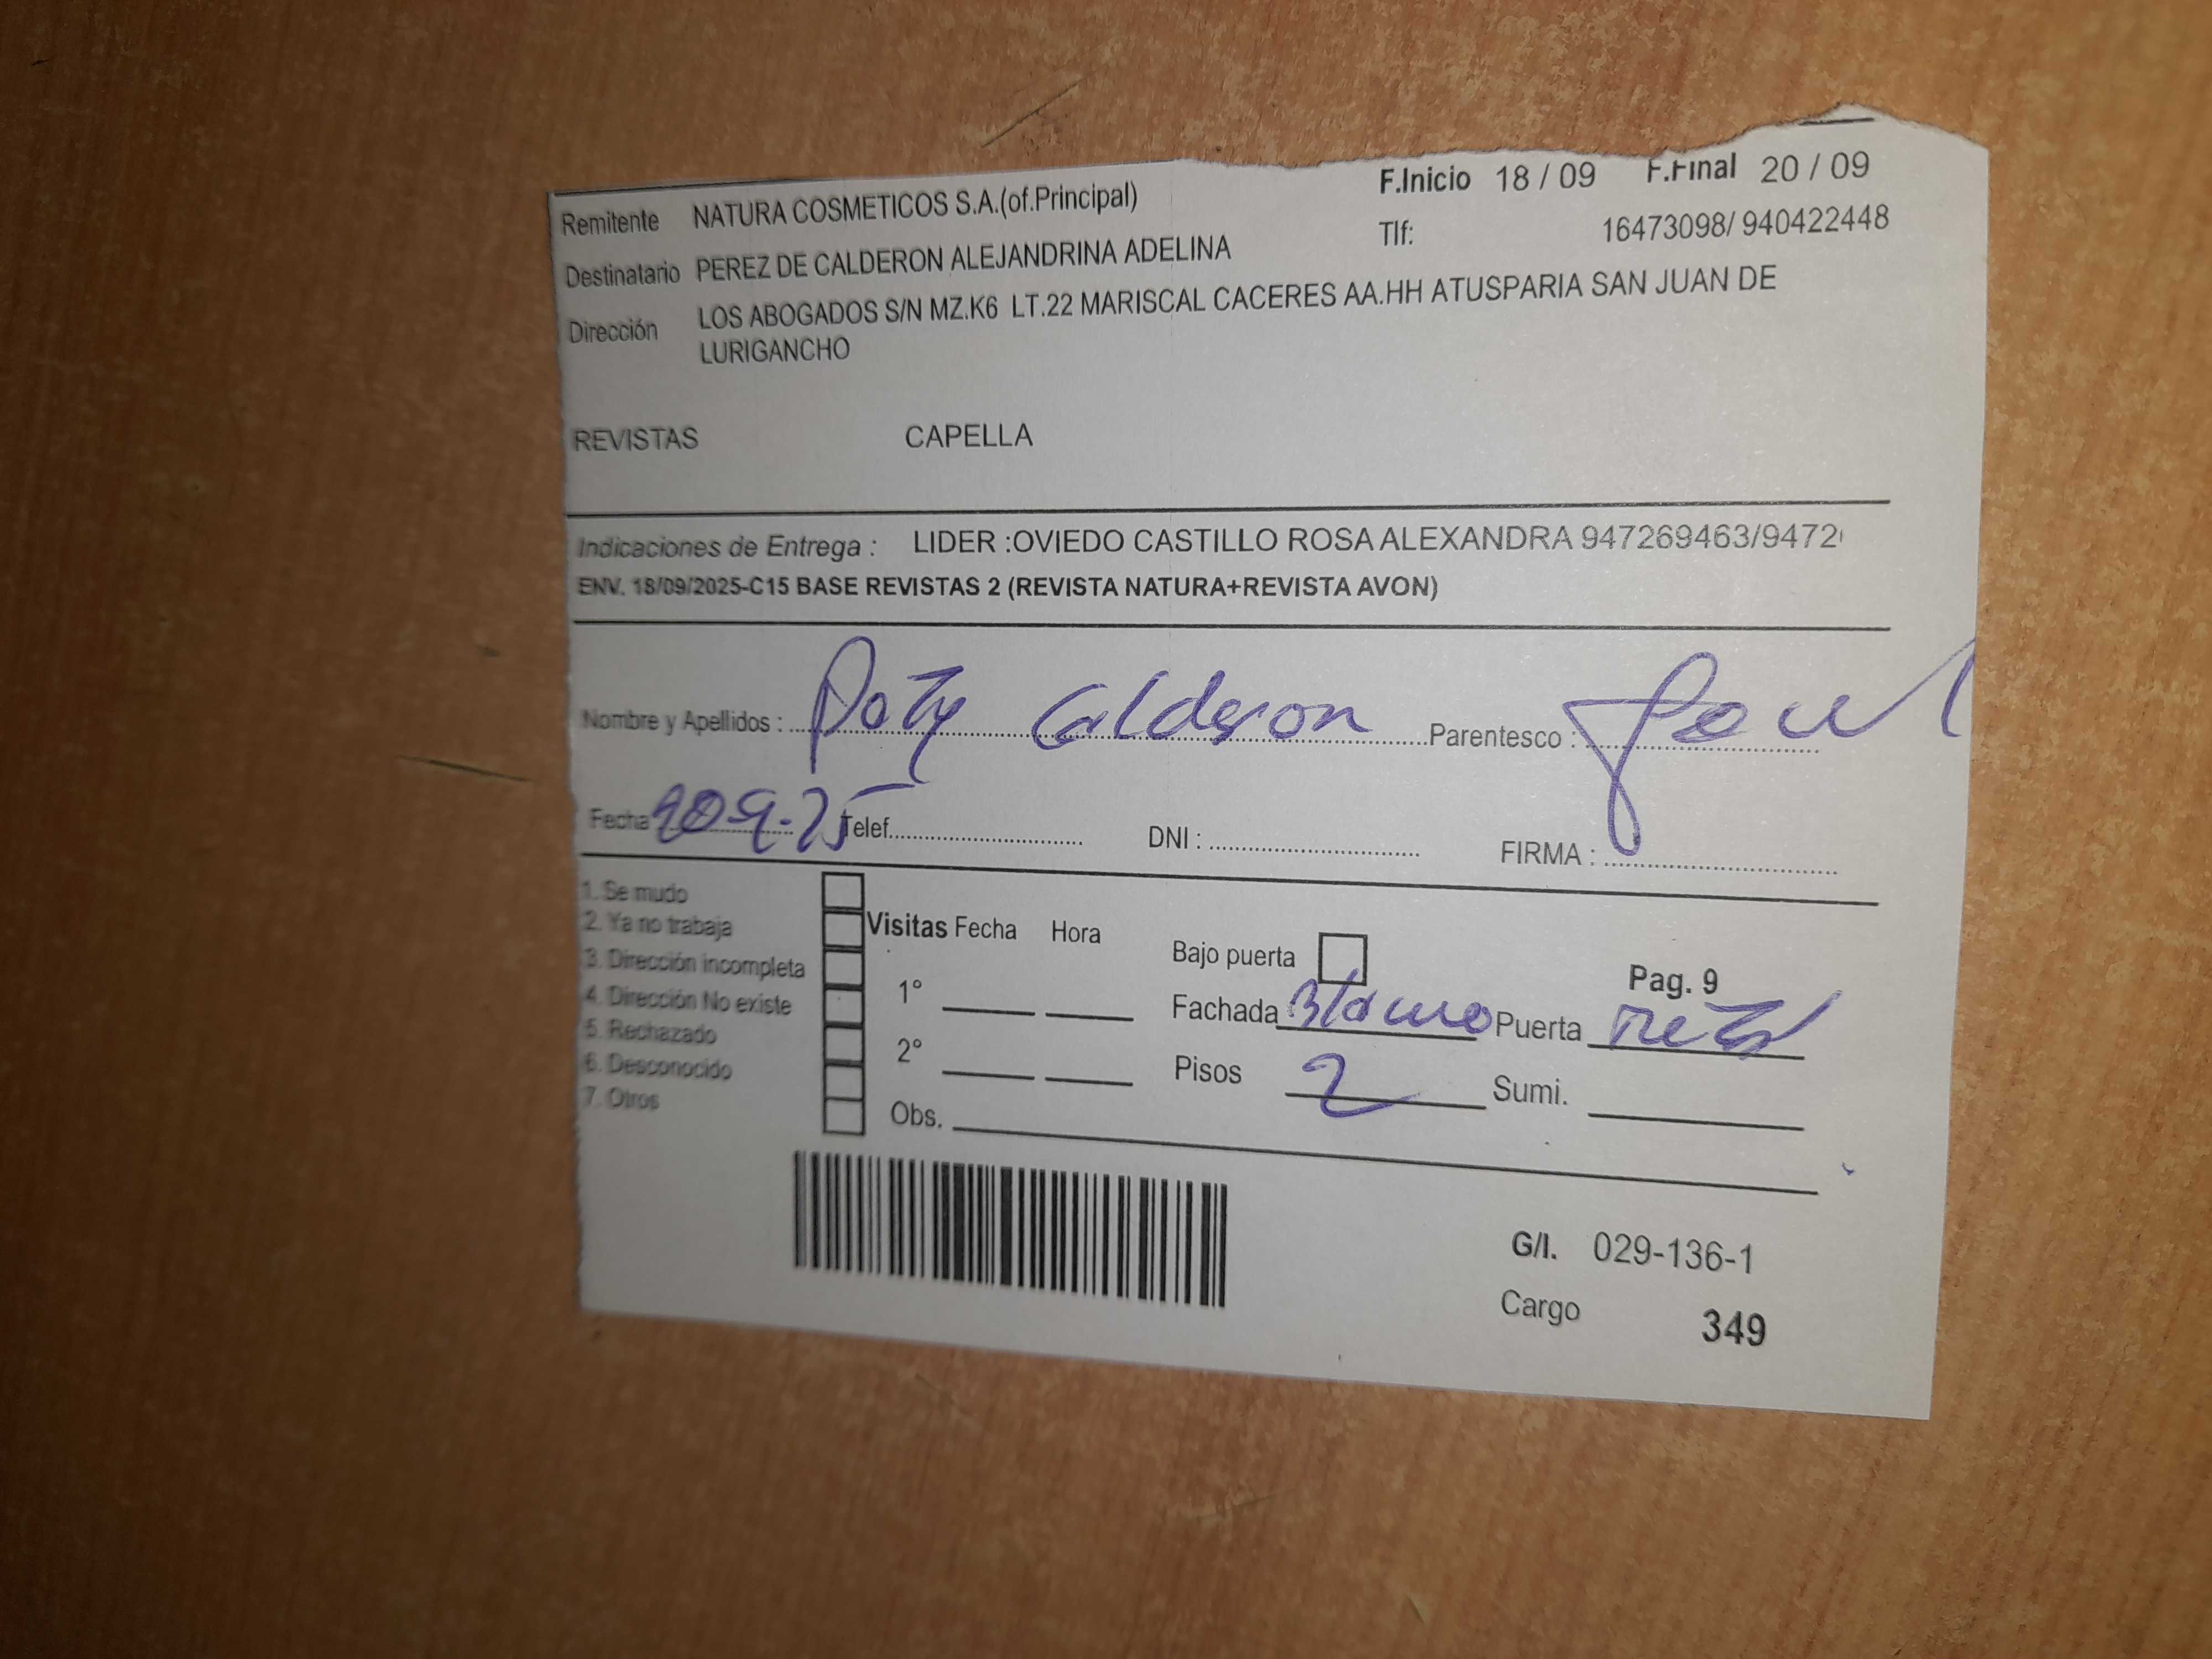 F.Inicio 18 / 09 F.Final 20 / 09
Remitente NATURA COSMETICOS S.A.(of.Principal)
Tlf: 16473098/ 940422448
Destinatario PEREZ DE CALDERON ALEJANDRINA ADELINA
Dirección LOS ABOGADOS S/N MZ.K6 LT.22 MARISCAL CACERES AA.HH ATUSPARIA SAN JUAN DE
LURIGANCHO
REVISTAS CAPELLA
Indicaciones de Entrega : LIDER :OVIEDO CASTILLO ROSA ALEXANDRA 947269463/9472
ENV. 18/09/2025-C15 BASE REVISTAS 2 (REVISTA NATURA+REVISTA AVON)
Nombre y Apellidos : Paty Calderon Parentesco :
Fecha Telef. DNI : FIRMA :
1. Se mudo
2. Ya no trabaja
3. Dirección incompleta
4. Dirección No existe
5. Rechazado
6. Desconocido
7. Otros
Visitas Fecha Hora
1°
2°
Obs.
Bajo puerta
Pag. 9
Fachada Blanco Puerta
Pisos 2 Sumi.
G/I. 029-136-1
Cargo 349